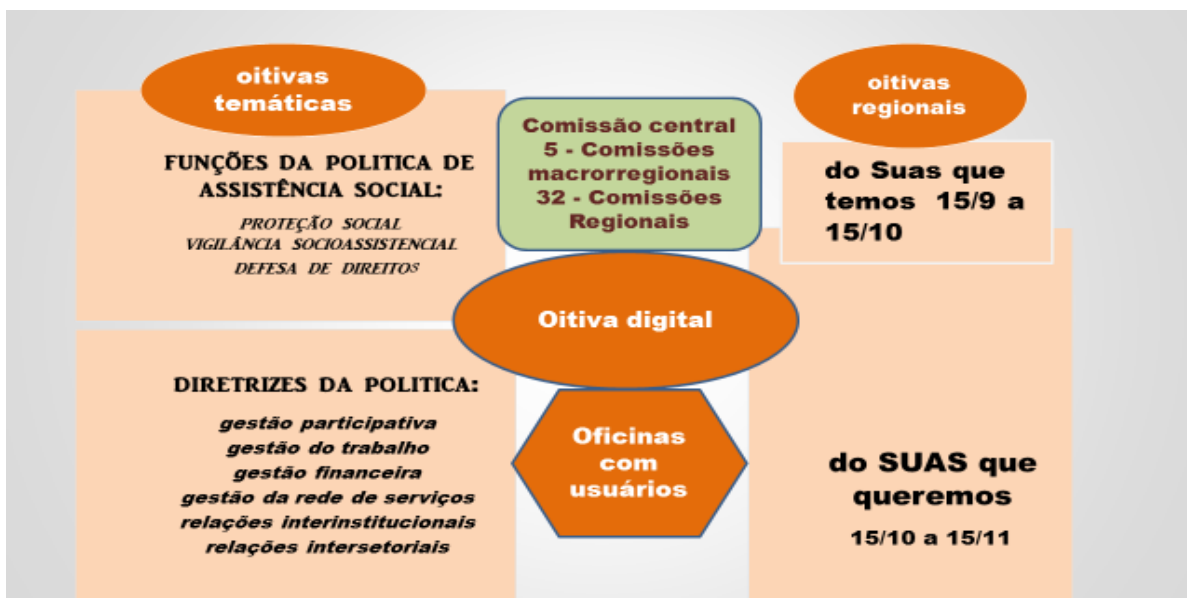 oitivas
temáticas
FUNÇÕES DA POLITICA DE
ASSISTÊNCIA SOCIAL:
PROTEÇÃO SOCIAL
VIGILÂNCIA SOCIOASSISTENCIAL
DEFESA DE DIREITOS
DIRETRIZES DA POLITICA:
gestão participativa
gestão do trabalho
gestão financeira
gestão da rede de serviços
relações interinstitucionais
relações intersetoriais
Comissão central
5 - Comissões
macrorregionais
32 - Comissões
Regionais
Oitiva digital
Oficinas
com
usuários
oitivas
regionais
do Suas que
temos 15/9 a
15/10
do SUAS que
queremos
15/10 a 15/11